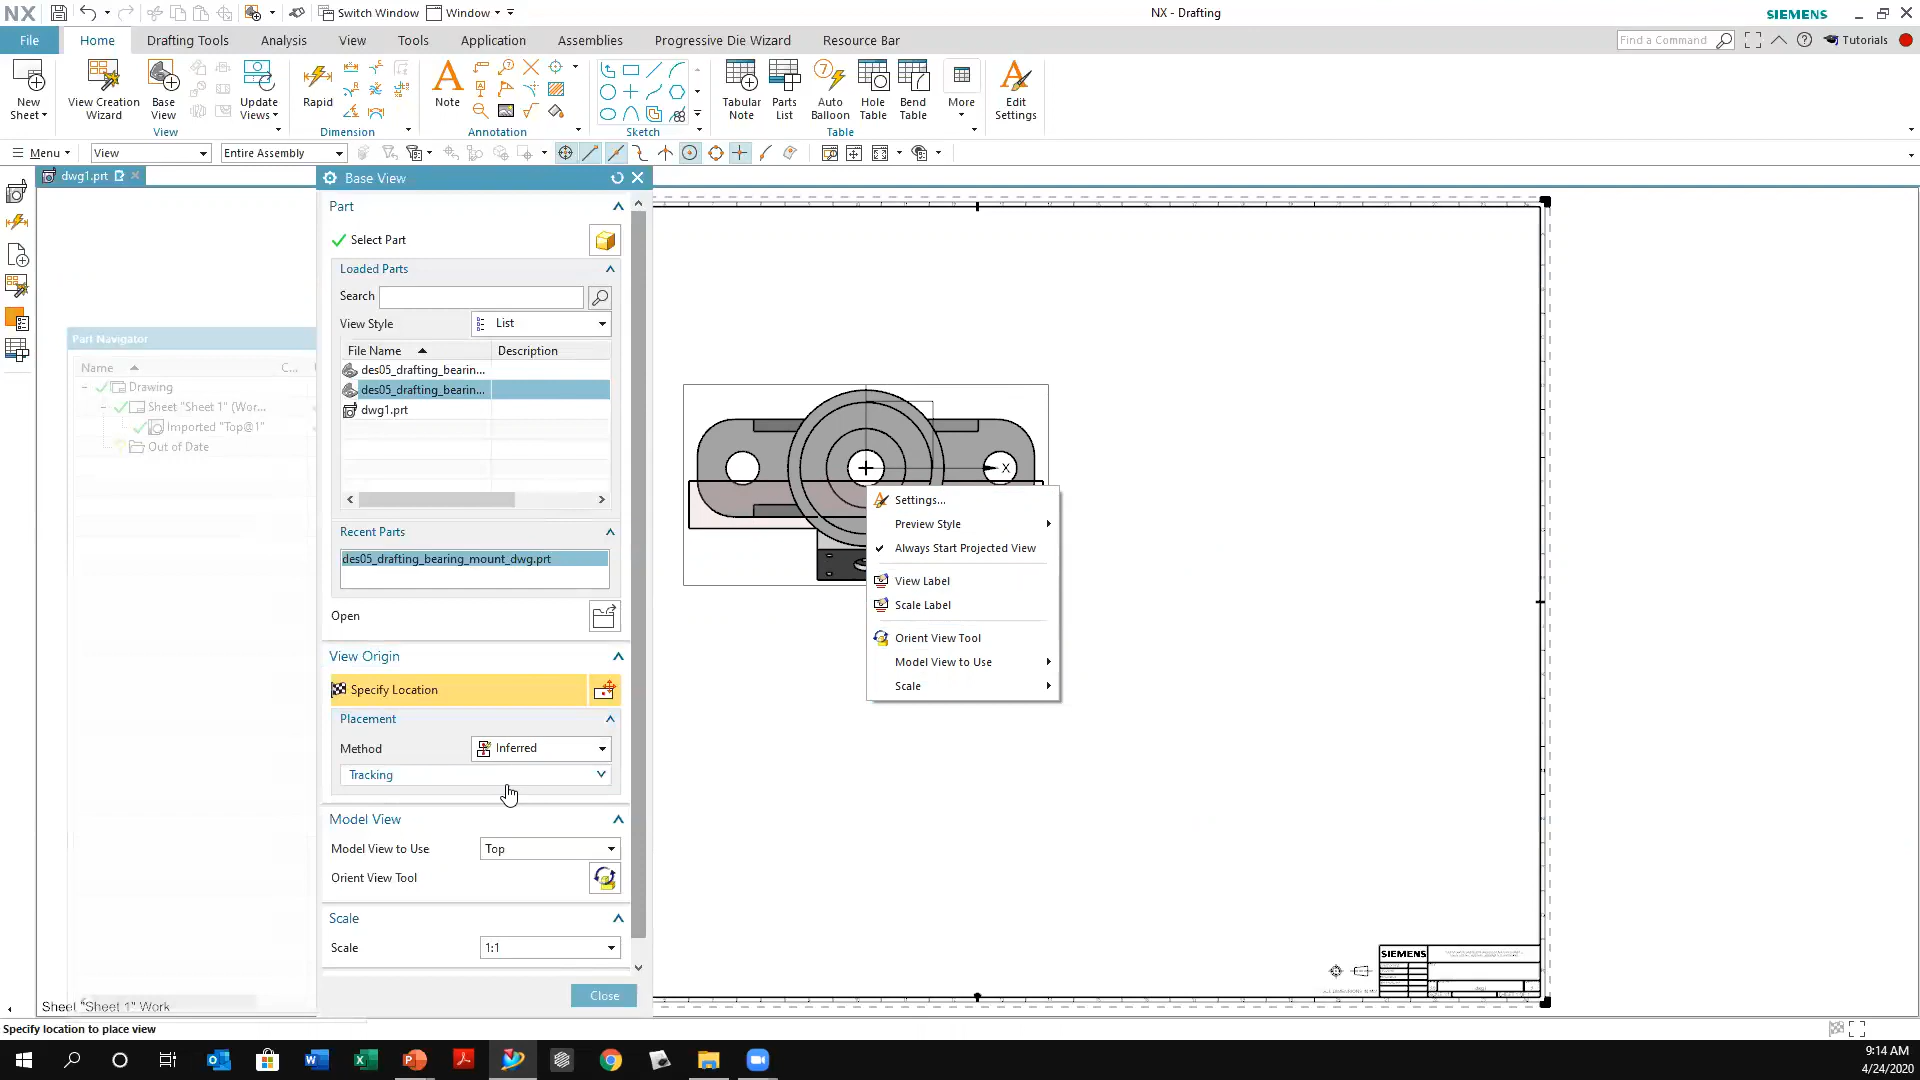 NX
Switch Window
Window
NX - Drafting
SIEMENS
File
Home
Drafting Tools
Analysis
View
Tools
Application
Assemblies
Progressive Die Wizard
Resource Bar
Find a Command
Tutorials
New Sheet
View Creation Wizard
Base View
Update Views
Rapid
Note
Tabular Note
Parts List
Auto Balloon
Hole Table
Bend Table
More
Edit Settings
View
Dimension
Annotation
Sketch
Table
Menu
View
Entire Assembly
dwg1.prt
Base View
Part
Select Part
Loaded Parts
Search
View Style
List
File Name
Description
des05_drafting_bearin...
des05_drafting_bearin...
dwg1.prt
Recent Parts
des05_drafting_bearing_mount_dwg.prt
Open
View Origin
Specify Location
Placement
Method
Inferred
Tracking
Model View
Model View to Use
Top
Orient View Tool
Scale
Scale
1:1
Close
Part Navigator
Name
C...
Drawing
Sheet "Sheet 1" (Wor...
Imported "Top@1"
Out of Date
X
Settings...
Preview Style
Always Start Projected View
View Label
Scale Label
Orient View Tool
Model View to Use
Scale
SIEMENS
Sheet "Sheet 1" Work
Specify location to place view
9:14 AM
4/24/2020